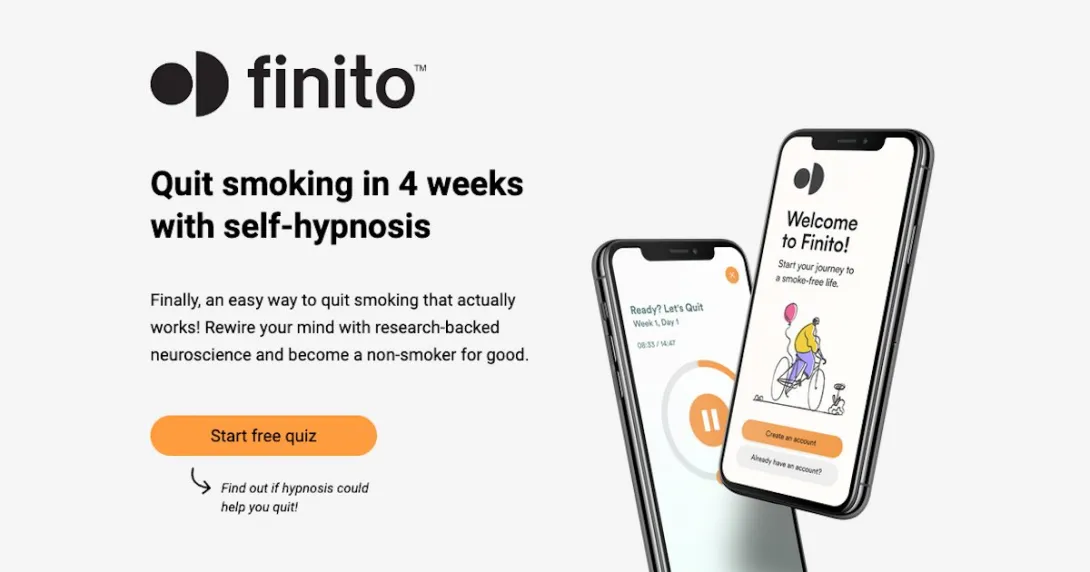 finito™
Quit smoking in 4 weeks
with self-hypnosis
Finally, an easy way to quit smoking that actually
works! Rewire your mind with research-backed
neuroscience and become a non-smoker for good.
Start free quiz
Find out if hypnosis could
help you quit!
Ready? Let's Quit
Week 1, Day 1
08:33 / 14:47
Welcome
to Finito!
Start your journey to
a smoke-free life.
Create an account
Already have an account?